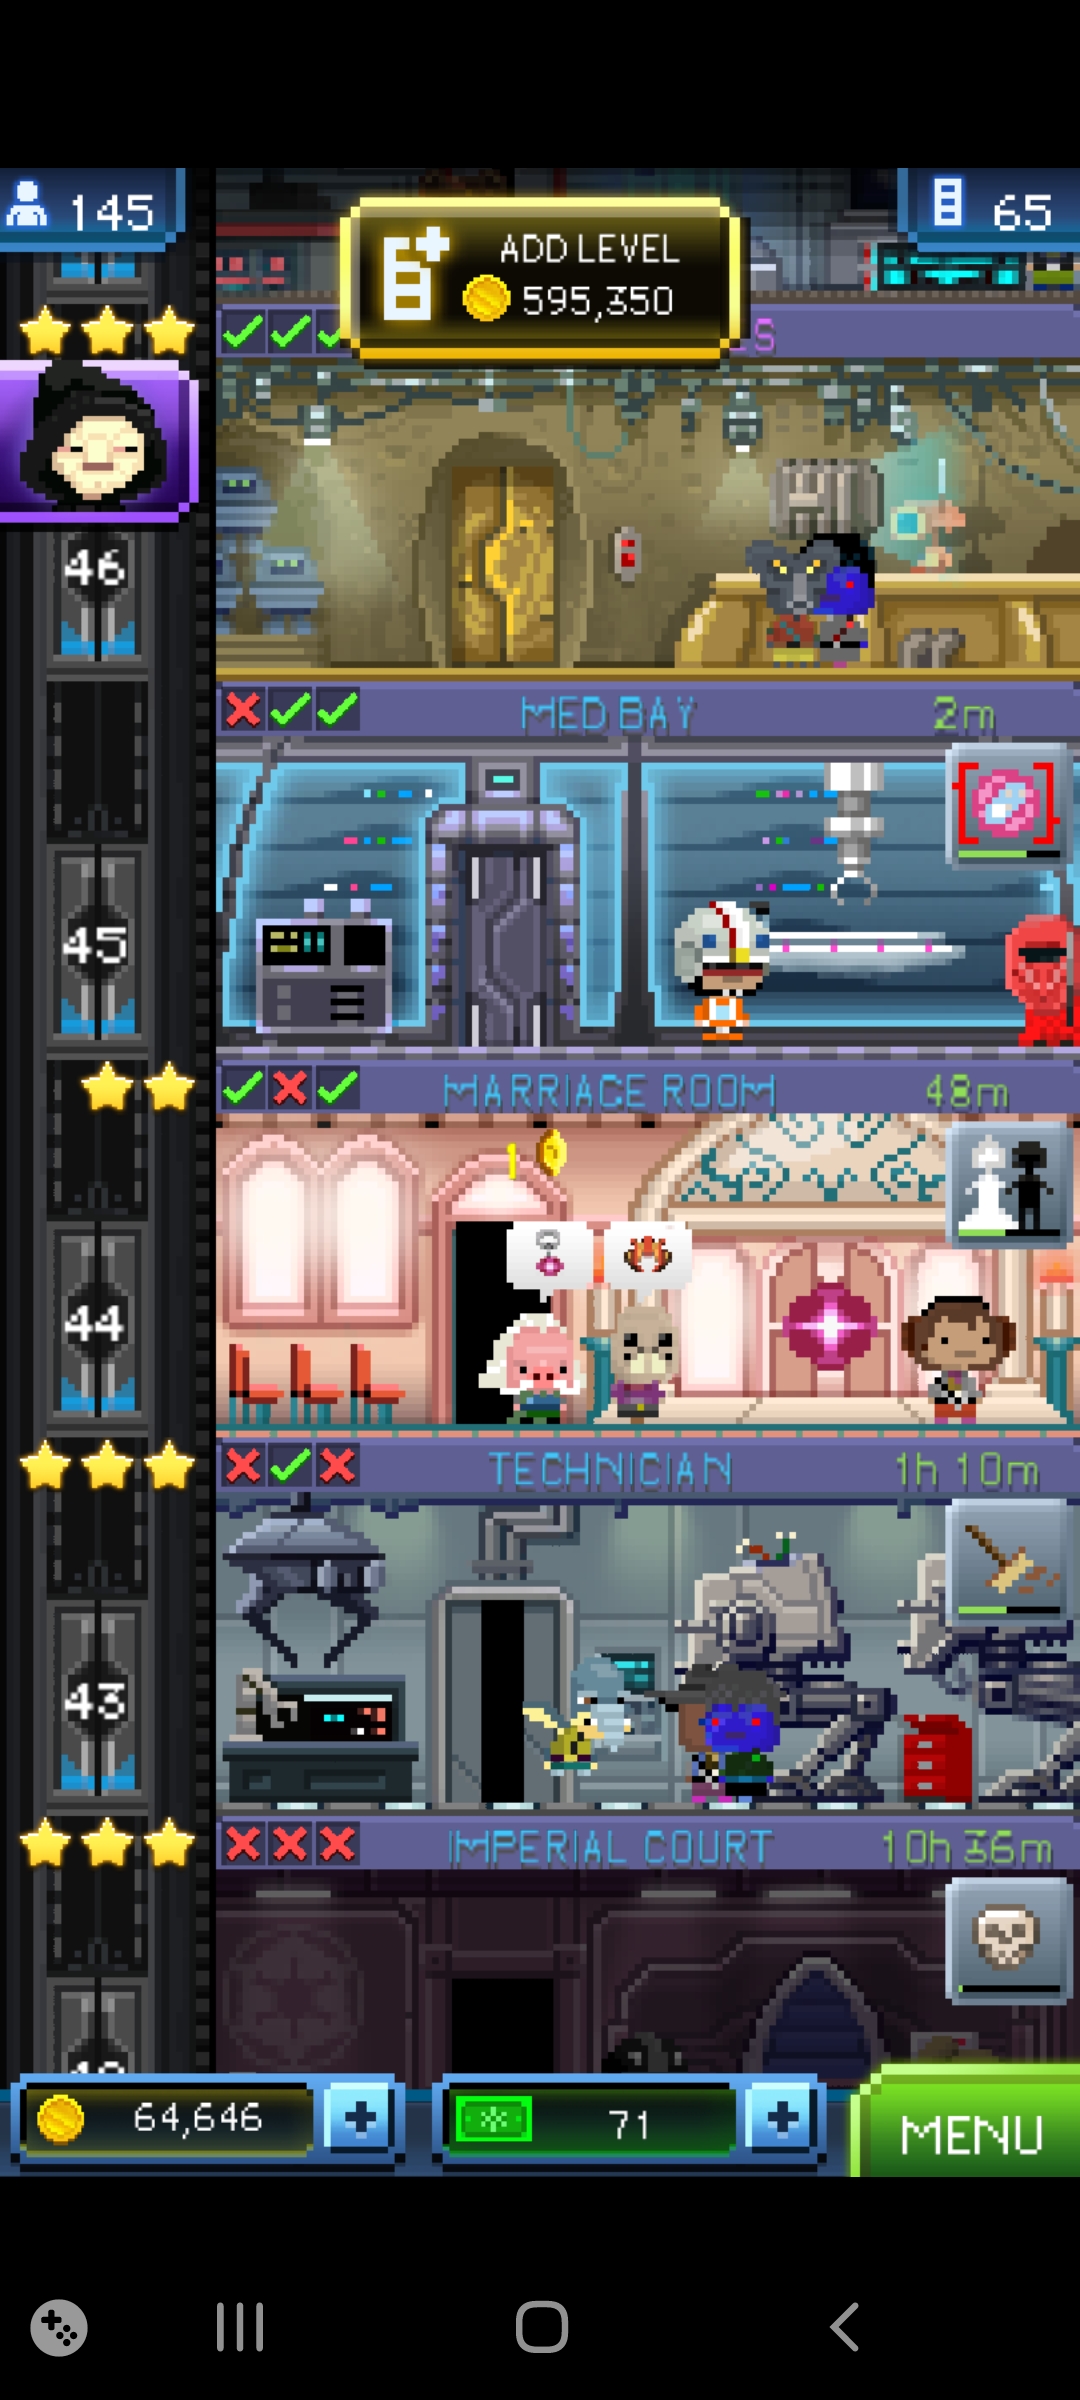 145
ADD LEVEL
595,350
65
S
46
MED BAY 2m
45
MARRIAGE ROOM 48m
44
TECHNICIAN 1h 10m
43
IMPERIAL COURT 10h 36m
64,646
71
MENU